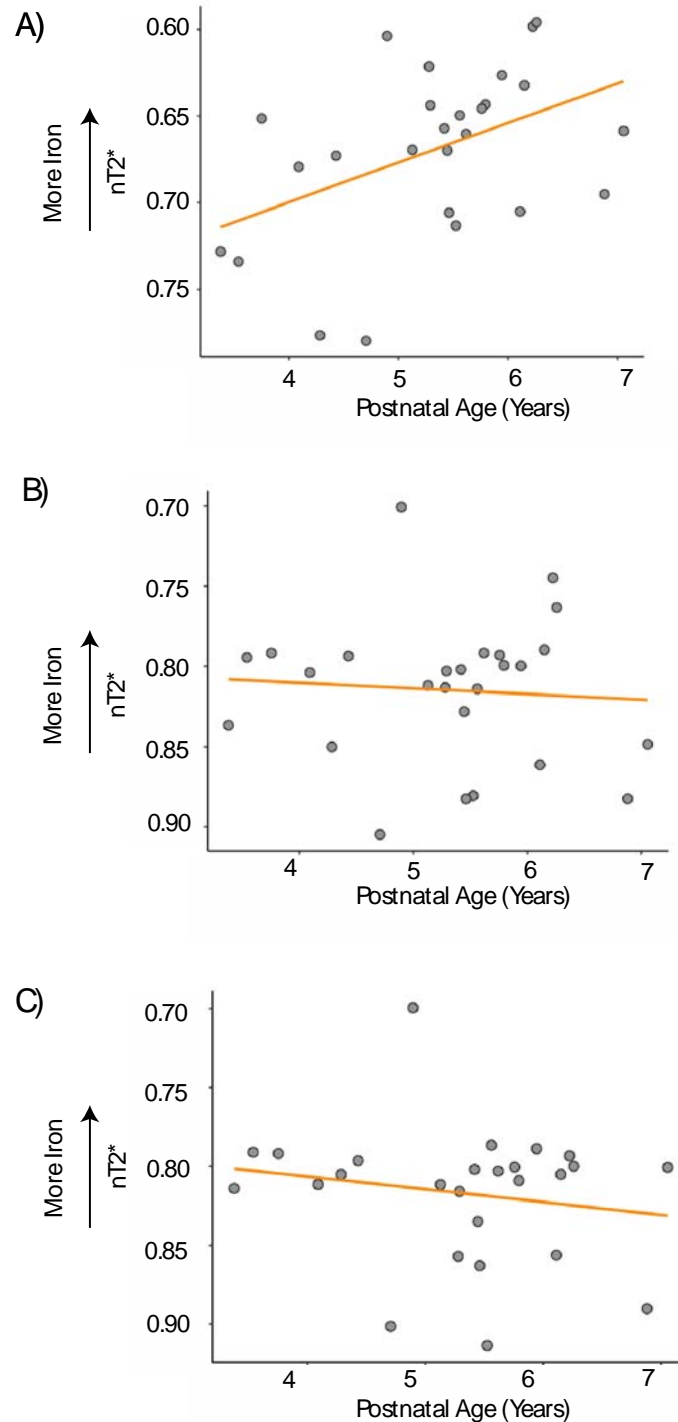 A)
0.60
0.65
0.70
0.75
More Iron
nT2*
4 5 6 7
Postnatal Age (Years)
B)
0.70
0.75
0.80
0.85
0.90
More Iron
nT2*
4 5 6 7
Postnatal Age (Years)
C)
0.70
0.75
0.80
0.85
0.90
More Iron
nT2*
4 5 6 7
Postnatal Age (Years)